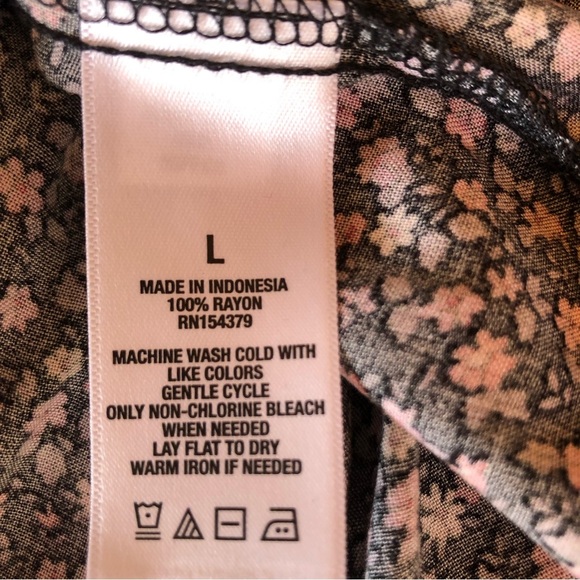 L
MADE IN INDONESIA
100% RAYON
RN154379
MACHINE WASH COLD WITH
LIKE COLORS
GENTLE CYCLE
ONLY NON-CHLORINE BLEACH
WHEN NEEDED
LAY FLAT TO DRY
WARM IRON IF NEEDED